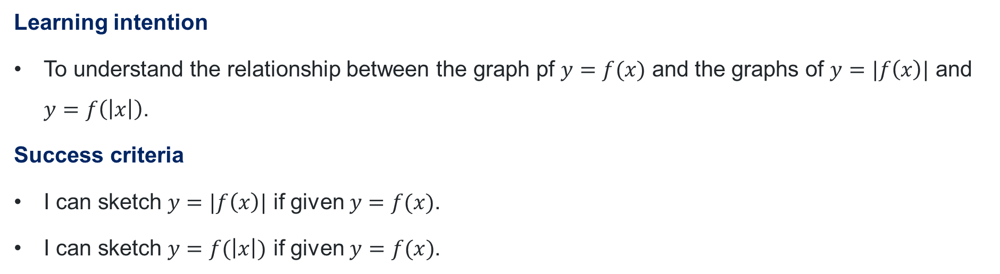 Learning intention
• To understand the relationship between the graph pf y = f(x) and the graphs of y = |f(x)| and
y = f(|x|).
Success criteria
• I can sketch y = |f(x)| if given y = f(x).
• I can sketch y = f(|x|) if given y = f(x).